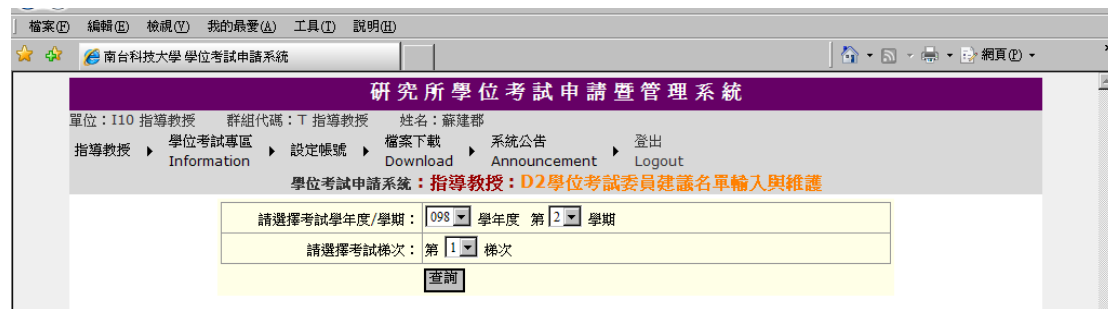 檔案(F) 編輯(E) 檢視(V) 我的最愛(A) 工具(T) 說明(H)
南台科技大學 學位考試申請系統
網頁(P)
研究所學位考試申請暨管理系統
單位：I10 指導教授 群組代碼：T 指導教授 姓名：蘇建郡
指導教授 學位考試專區 設定帳號 檔案下載 系統公告 登出
Information Download Announcement Logout
學位考試申請系統：指導教授：D2學位考試委員建議名單輸入與維護
請選擇考試學年度/學期： 098 學年度 第 2 學期
請選擇考試梯次： 第 1 梯次
查詢